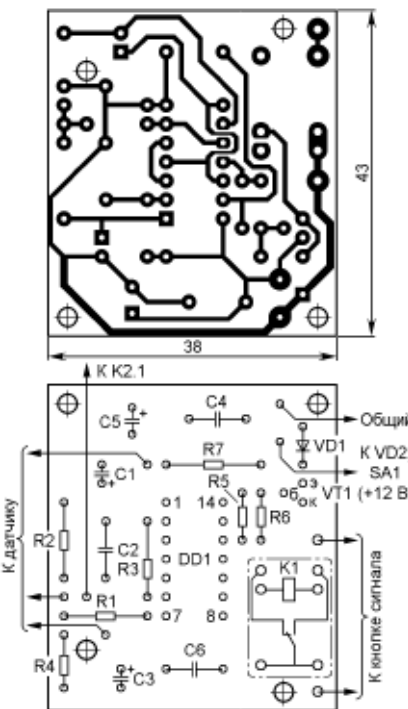 43
38
К К2.1
C5 +
C4
Общий
VD1
К VD2,
SA1
(+12 В
C1
+
R7
R5
VT1
б
э
к
К датчику
R2
C2
R3
1
14
DD1
R6
R1
7
8
K1
К кнопке сигнала
R4
C3
+
C6